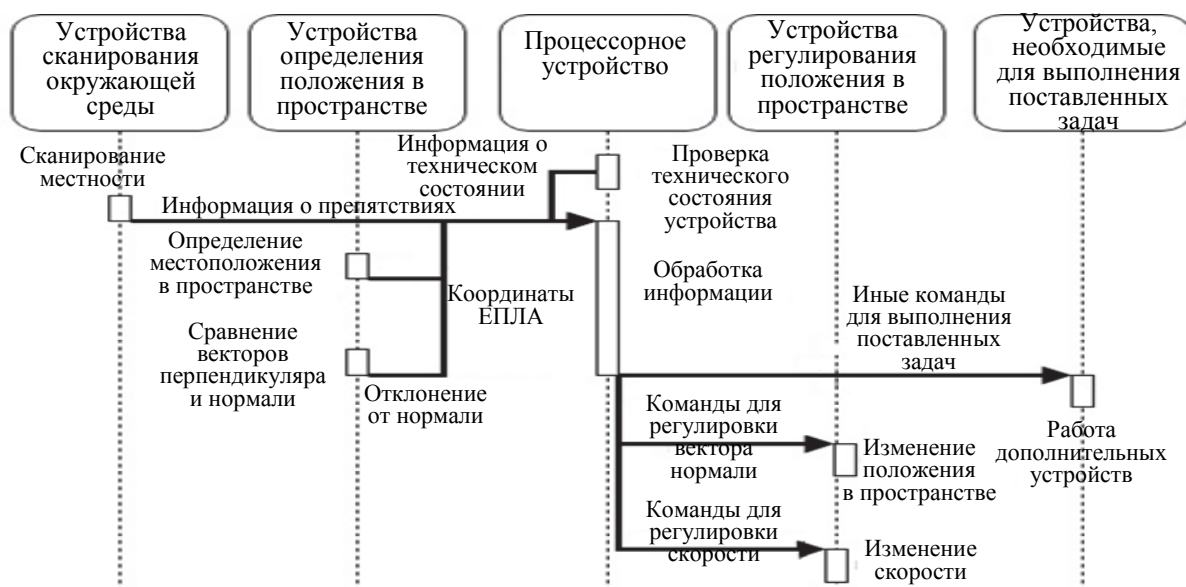 Устройства
сканирования
окружающей
среды
Устройства
определения
положения в
пространстве
Процессорное
устройство
Устройства
регулирования
положения в
пространстве
Устройства,
необходимые
для выполнения
поставленных
задач
Сканирование
местности
Информация о
техническом
состоянии
Проверка
технического
состояния
устройства
Информация о препятствиях
Определение
местоположения
в пространстве
Координаты
ЕПЛА
Обработка
информации
Иные команды
для выполнения
поставленных
задач
Сравнение
векторов
перпендикуляра
и нормали
Отклонение
от нормали
Команды для
регулировки
вектора
нормали
Изменение
положения
в пространстве
Работа
дополнительных
устройств
Команды для
регулировки
скорости
Изменение
скорости